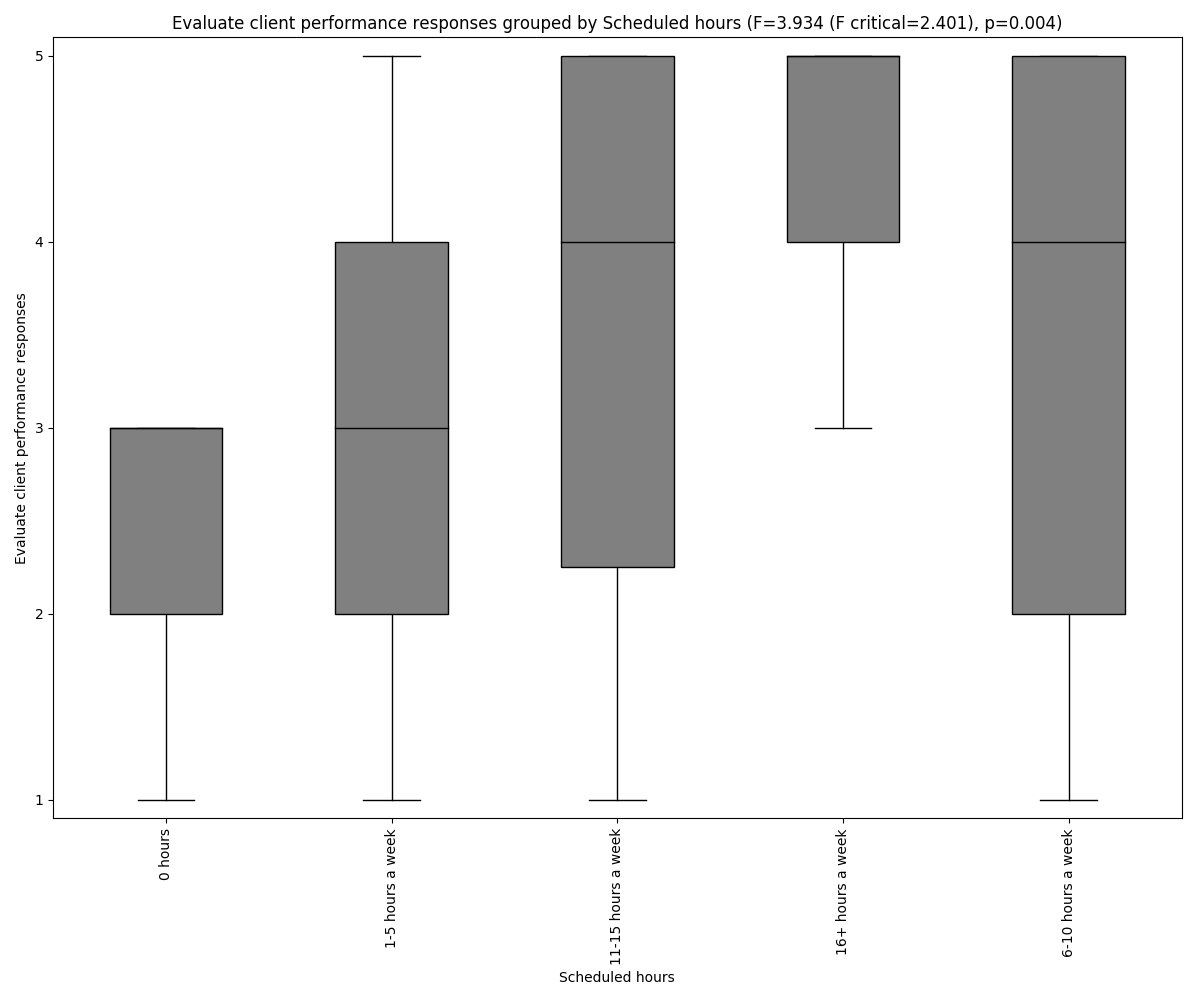 Evaluate client performance responses grouped by Scheduled hours (F=3.934 (F critical=2.401), p=0.004)
Evaluate client performance responses
5
4
3
2
1
0 hours
1-5 hours a week
11-15 hours a week
16+ hours a week
6-10 hours a week
Scheduled hours